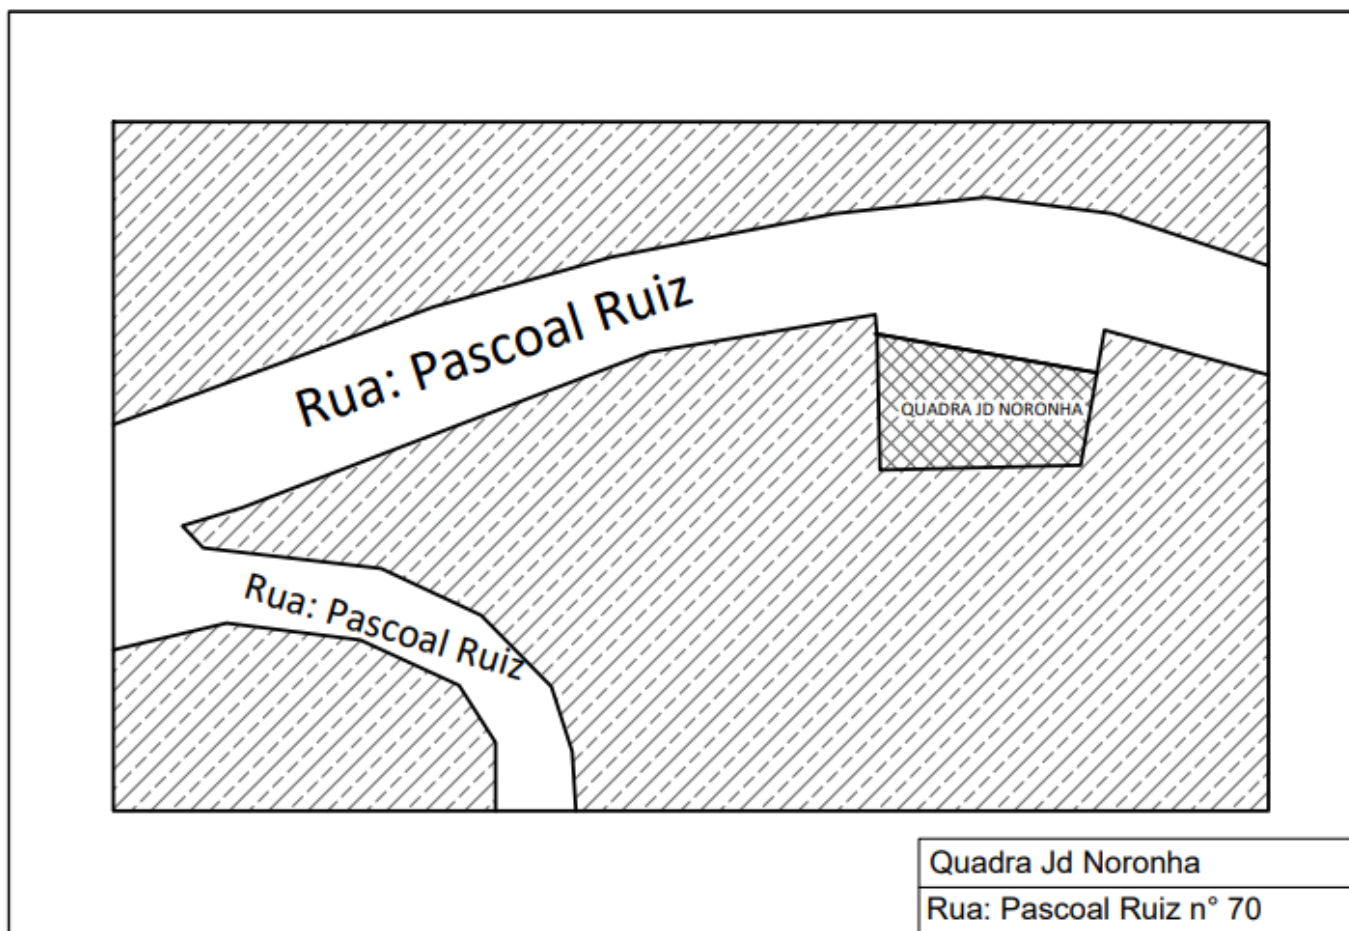 Rua: Pascoal Ruiz
QUADRA JD NORONHA
Rua: Pascoal Ruiz
Quadra Jd Noronha
Rua: Pascoal Ruiz n° 70